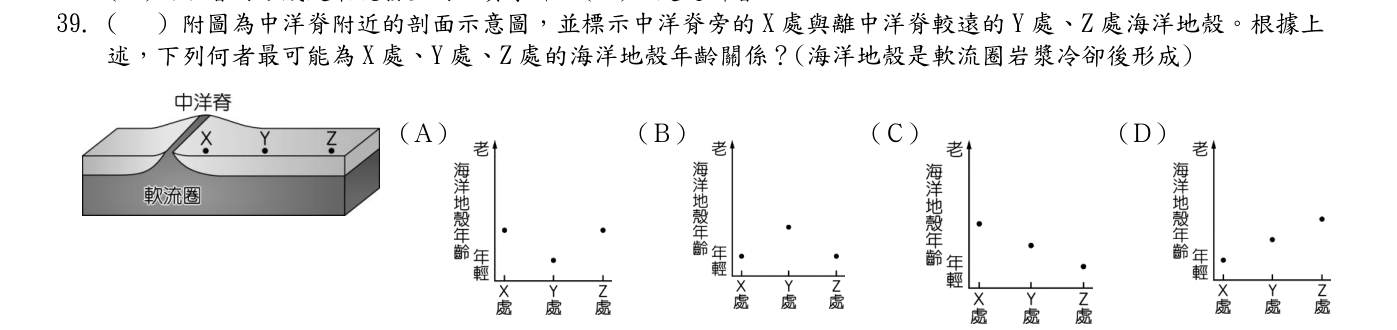 39. (　)附圖為中洋脊附近的剖面示意圖，並標示中洋脊旁的 X 處與離中洋脊較遠的 Y 處、Z 處海洋地殼。根據上
述，下列何者最可能為 X 處、Y 處、Z 處的海洋地殼年齡關係？(海洋地殼是軟流圈岩漿冷卻後形成)
中洋脊
X Y Z
軟流圈
(A)
老
海洋地殼年齡
年輕
X處 Y處 Z處
(B)
老
海洋地殼年齡
年輕
X處 Y處 Z處
(C)
老
海洋地殼年齡
年輕
X處 Y處 Z處
(D)
老
海洋地殼年齡
年輕
X處 Y處 Z處